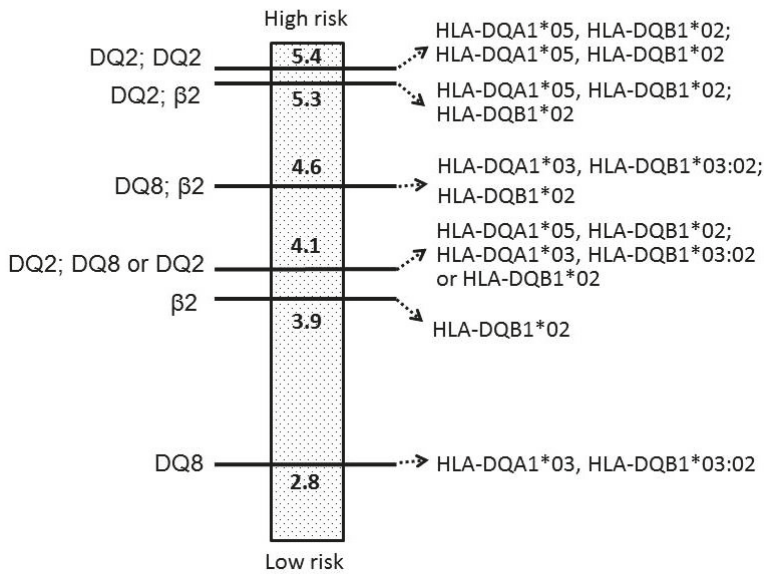 High risk
DQ2; DQ2
5.4
HLA-DQA1*05, HLA-DQB1*02;
HLA-DQA1*05, HLA-DQB1*02
DQ2; β2
5.3
HLA-DQA1*05, HLA-DQB1*02;
HLA-DQB1*02
DQ8; β2
4.6
HLA-DQA1*03, HLA-DQB1*03:02;
HLA-DQB1*02
DQ2; DQ8 or DQ2
4.1
HLA-DQA1*05, HLA-DQB1*02;
HLA-DQA1*03, HLA-DQB1*03:02
or HLA-DQB1*02
β2
3.9
HLA-DQB1*02
DQ8
2.8
HLA-DQA1*03, HLA-DQB1*03:02
Low risk